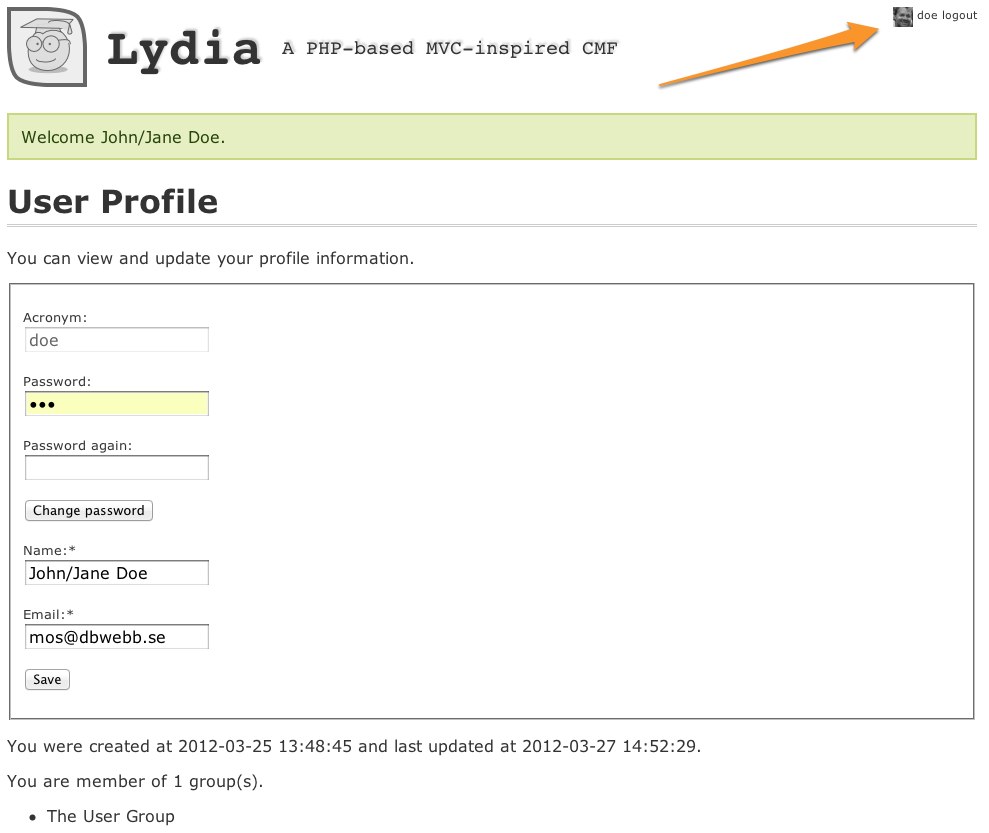 Lydia A PHP-based MVC-inspired CMF
doe logout
Welcome John/Jane Doe.
User Profile
You can view and update your profile information.
Acronym:
doe
Password:
•••
Password again:
Change password
Name:*
John/Jane Doe
Email:*
mos@dbwebb.se
Save
You were created at 2012-03-25 13:48:45 and last updated at 2012-03-27 14:52:29.
You are member of 1 group(s).
• The User Group